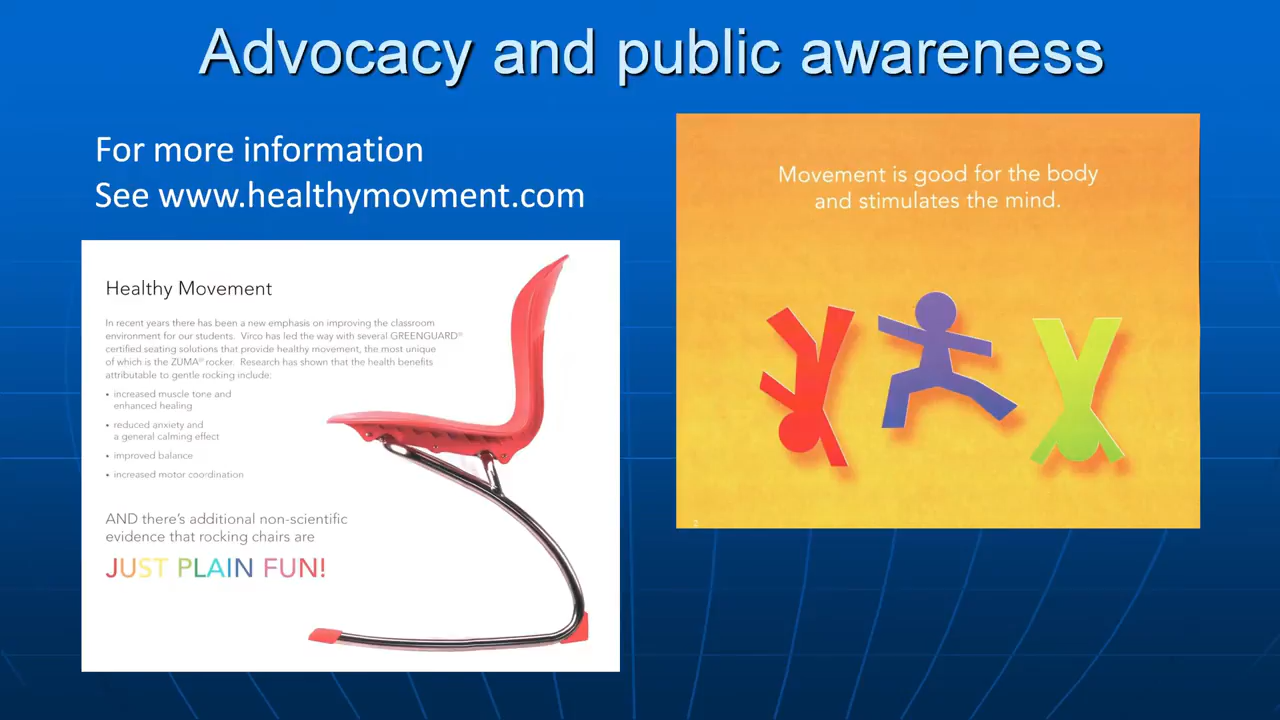 Advocacy and public awareness
For more information
See www.healthymovment.com
Healthy Movement
In recent years there has been a new emphasis on improving the classroom
environment for our students. Virco has led the way with several GREENGUARD®
certified seating solutions that provide healthy movement, the most unique
of which is the ZUMA® rocker. Research has shown that the health benefits
attributable to gentle rocking include:
• increased muscle tone and
enhanced healing
• reduced anxiety and
a general calming effect
• improved balance
• increased motor coordination
AND there's additional non-scientific
evidence that rocking chairs are
JUST PLAIN FUN!
Movement is good for the body
and stimulates the mind.
2